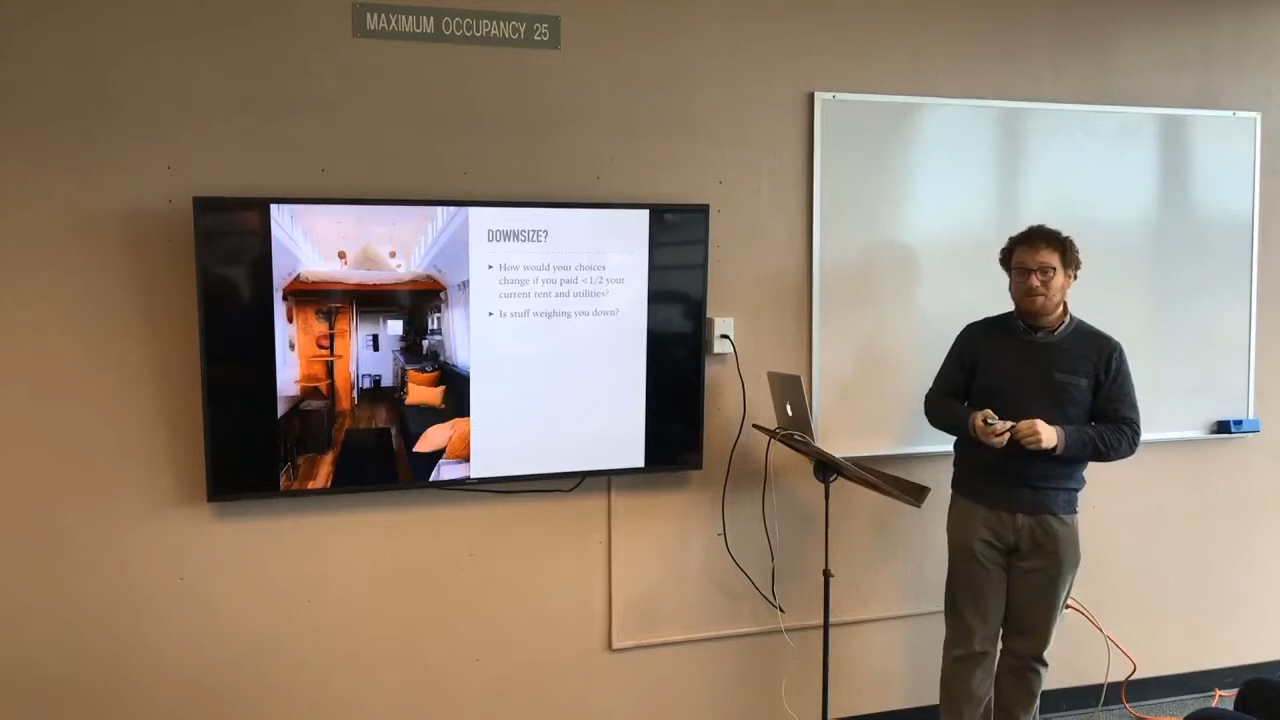 MAXIMUM OCCUPANCY 25
DOWNSIZE?
➤ How would your choices
change if you paid <1/2 your
current rent and utilities?
➤ Is stuff weighing you down?